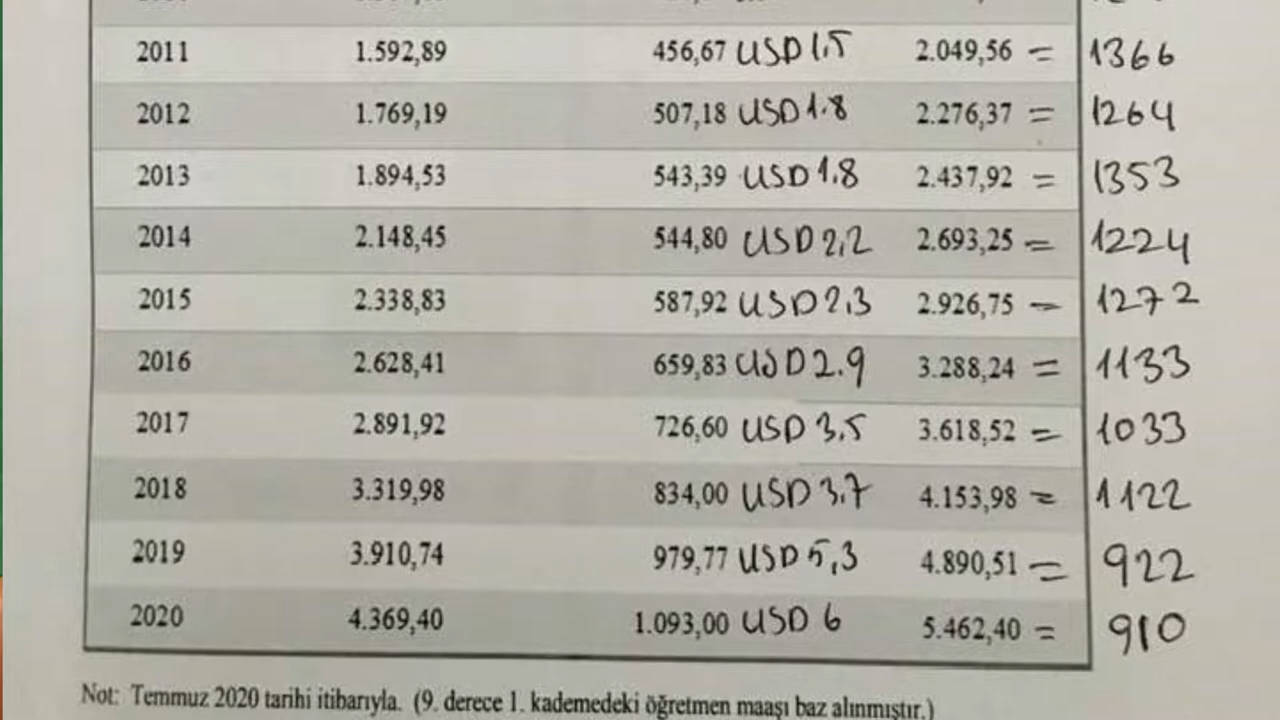 2011 1.592,89 456,67 USD 1,5 2.049,56 = 1366
2012 1.769,19 507,18 USD 1.8 2.276,37 = 1264
2013 1.894,53 543,39 USD 1.8 2.437,92 = 1353
2014 2.148,45 544,80 USD 2,2 2.693,25 = 1224
2015 2.338,83 587,92 USD 2,3 2.926,75 = 1272
2016 2.628,41 659,83 USD 2.9 3.288,24 = 1133
2017 2.891,92 726,60 USD 3,5 3.618,52 = 1033
2018 3.319,98 834,00 USD 3,7 4.153,98 = 1122
2019 3.910,74 979,77 USD 5,3 4.890,51 = 922
2020 4.369,40 1.093,00 USD 6 5.462,40 = 910
Not: Temmuz 2020 tarihi itibarıyla. (9. derece 1. kademedeki öğretmen maaşı baz alınmıştır.)